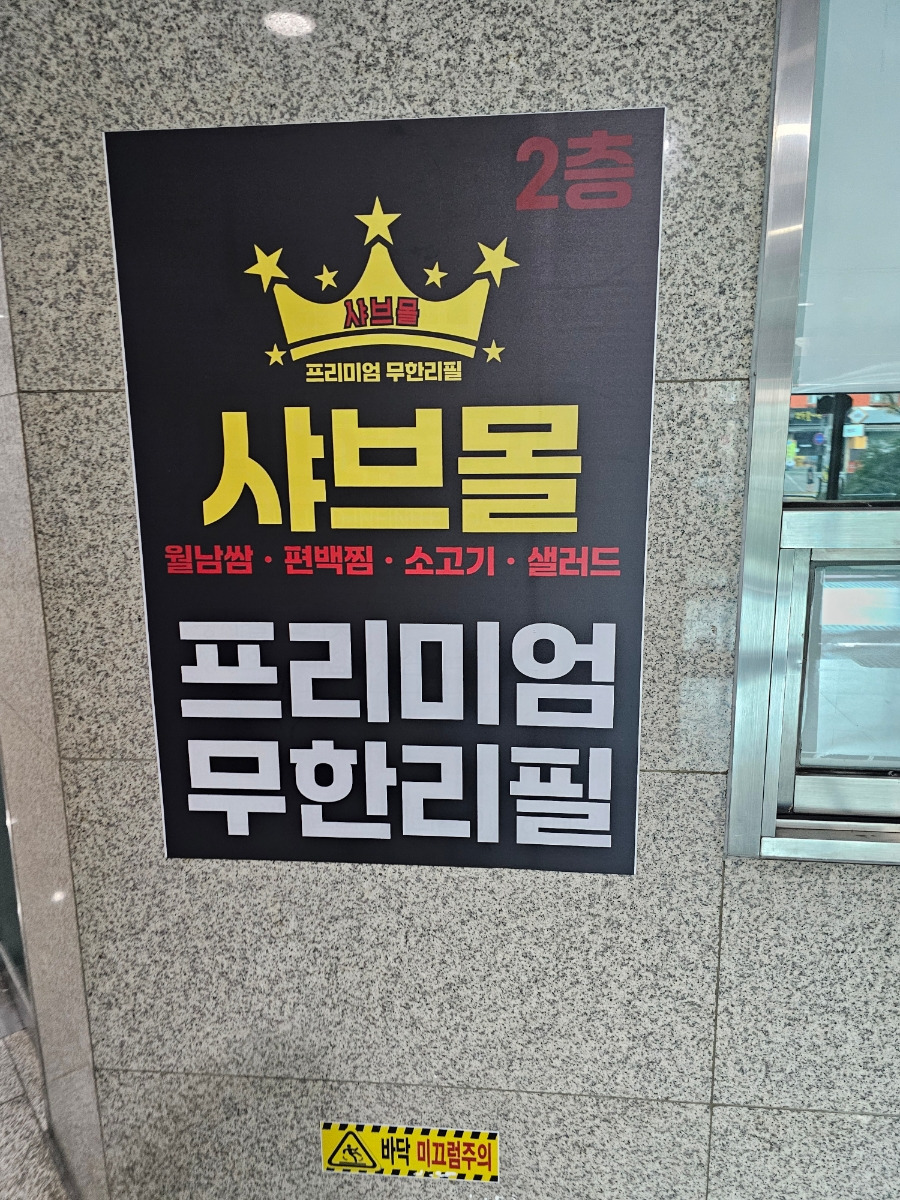 2층
샤브몰
프리미엄 무한리필
샤브몰
월남쌈 · 편백찜 · 소고기 · 샐러드
프리미엄
무한리필
바닥 미끄럼주의